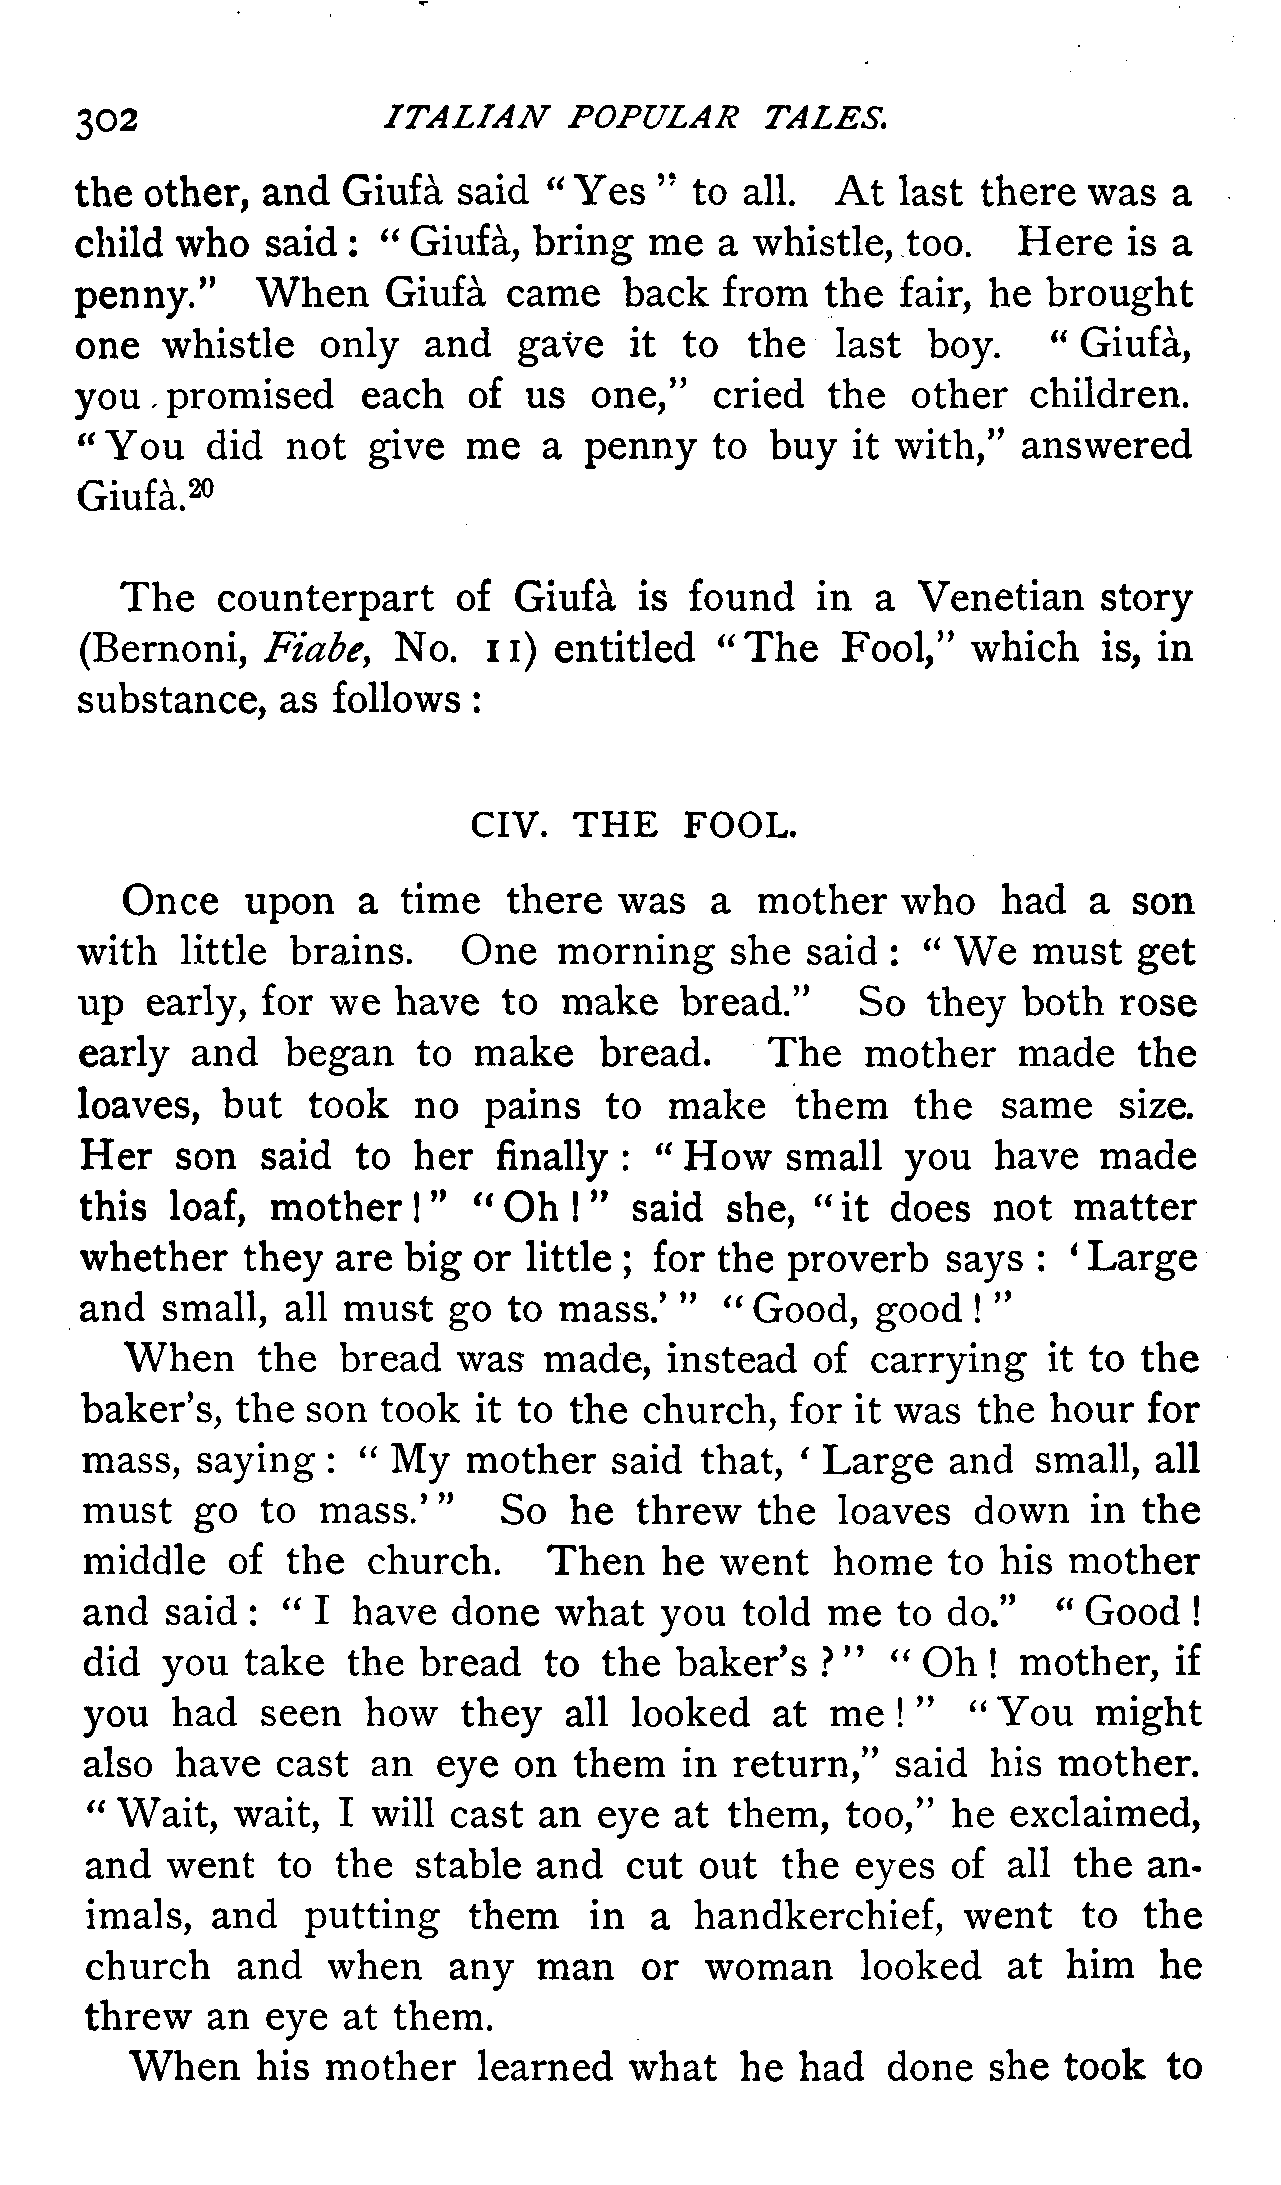 302 ITALIAN POPULAR TALES.
the other, and Giufà said “ Yes ” to all. At last there was a
child who said : “ Giufà, bring me a whistle, too. Here is a
penny.” When Giufà came back from the fair, he brought
one whistle only and gave it to the last boy. “ Giufà,
you promised each of us one,” cried the other children.
“ You did not give me a penny to buy it with,” answered
Giufà.²⁰
The counterpart of Giufà is found in a Venetian story
(Bernoni, Fiabe, No. 11) entitled “ The Fool,” which is, in
substance, as follows :
CIV. THE FOOL.
Once upon a time there was a mother who had a son
with little brains. One morning she said : “ We must get
up early, for we have to make bread.” So they both rose
early and began to make bread. The mother made the
loaves, but took no pains to make them the same size.
Her son said to her finally : “ How small you have made
this loaf, mother ! ” “ Oh ! ” said she, “ it does not matter
whether they are big or little ; for the proverb says : ‘ Large
and small, all must go to mass.’ ” “ Good, good ! ”
When the bread was made, instead of carrying it to the
baker’s, the son took it to the church, for it was the hour for
mass, saying : “ My mother said that, ‘ Large and small, all
must go to mass.’ ” So he threw the loaves down in the
middle of the church. Then he went home to his mother
and said : “ I have done what you told me to do.” “ Good !
did you take the bread to the baker’s ? ” “ Oh ! mother, if
you had seen how they all looked at me ! ” “ You might
also have cast an eye on them in return,” said his mother.
“ Wait, wait, I will cast an eye at them, too,” he exclaimed,
and went to the stable and cut out the eyes of all the an-
imals, and putting them in a handkerchief, went to the
church and when any man or woman looked at him he
threw an eye at them.
When his mother learned what he had done she took to